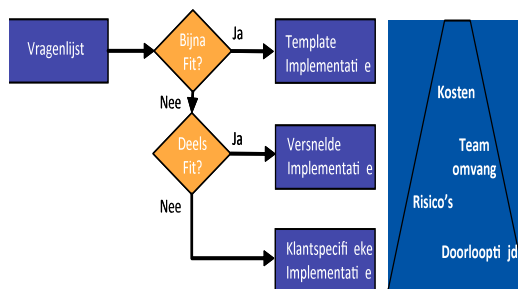 Vragenlijst
Bijna
Fit?
Ja
Template
Implementati e
Nee
Deels
Fit?
Ja
Versnelde
Implementati e
Nee
Klantspecifi eke
Implementati e
Kosten
Team
omvang
Risico's
Doorloopti jd